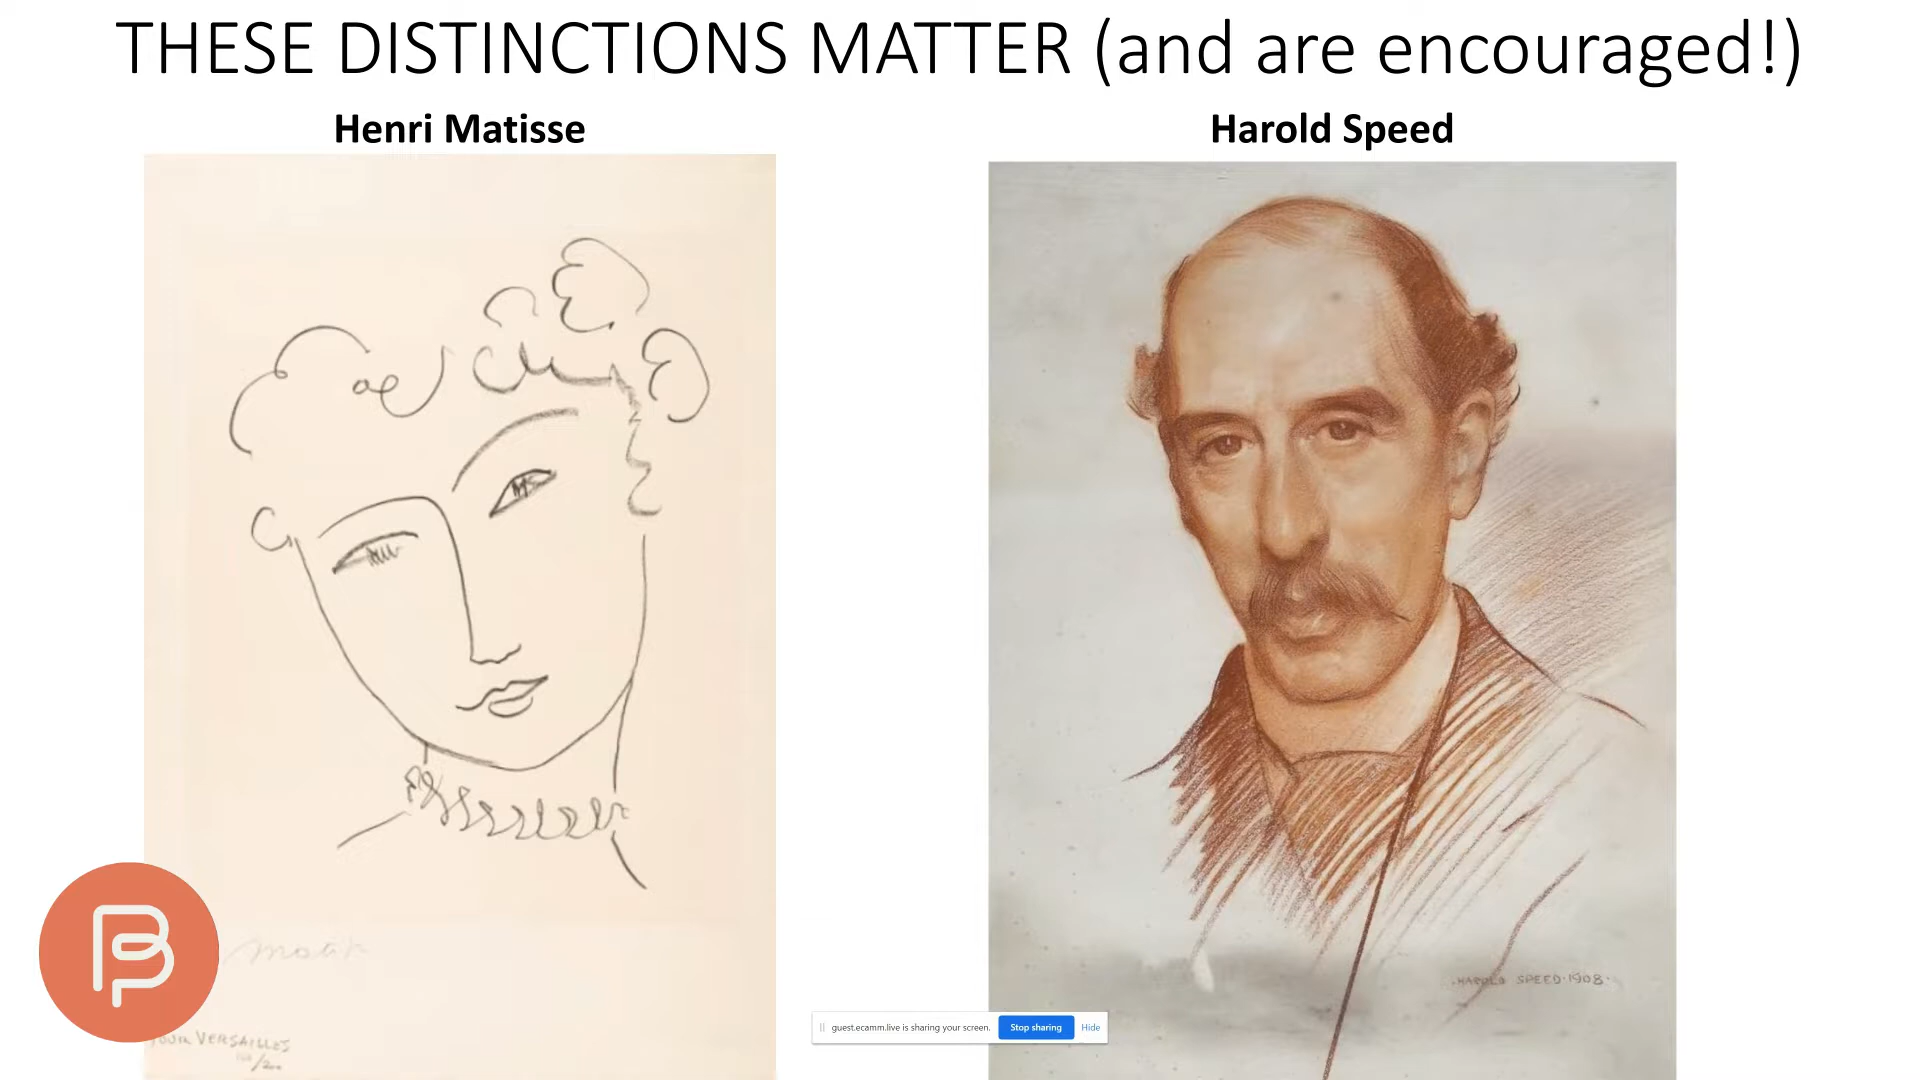 THESE DISTINCTIONS MATTER (and are encouraged!)
Henri Matisse
Harold Speed
HAROLD SPEED·1908·
VERSAILLES
guest.ecamm.live is sharing your screen.
Stop sharing
Hide